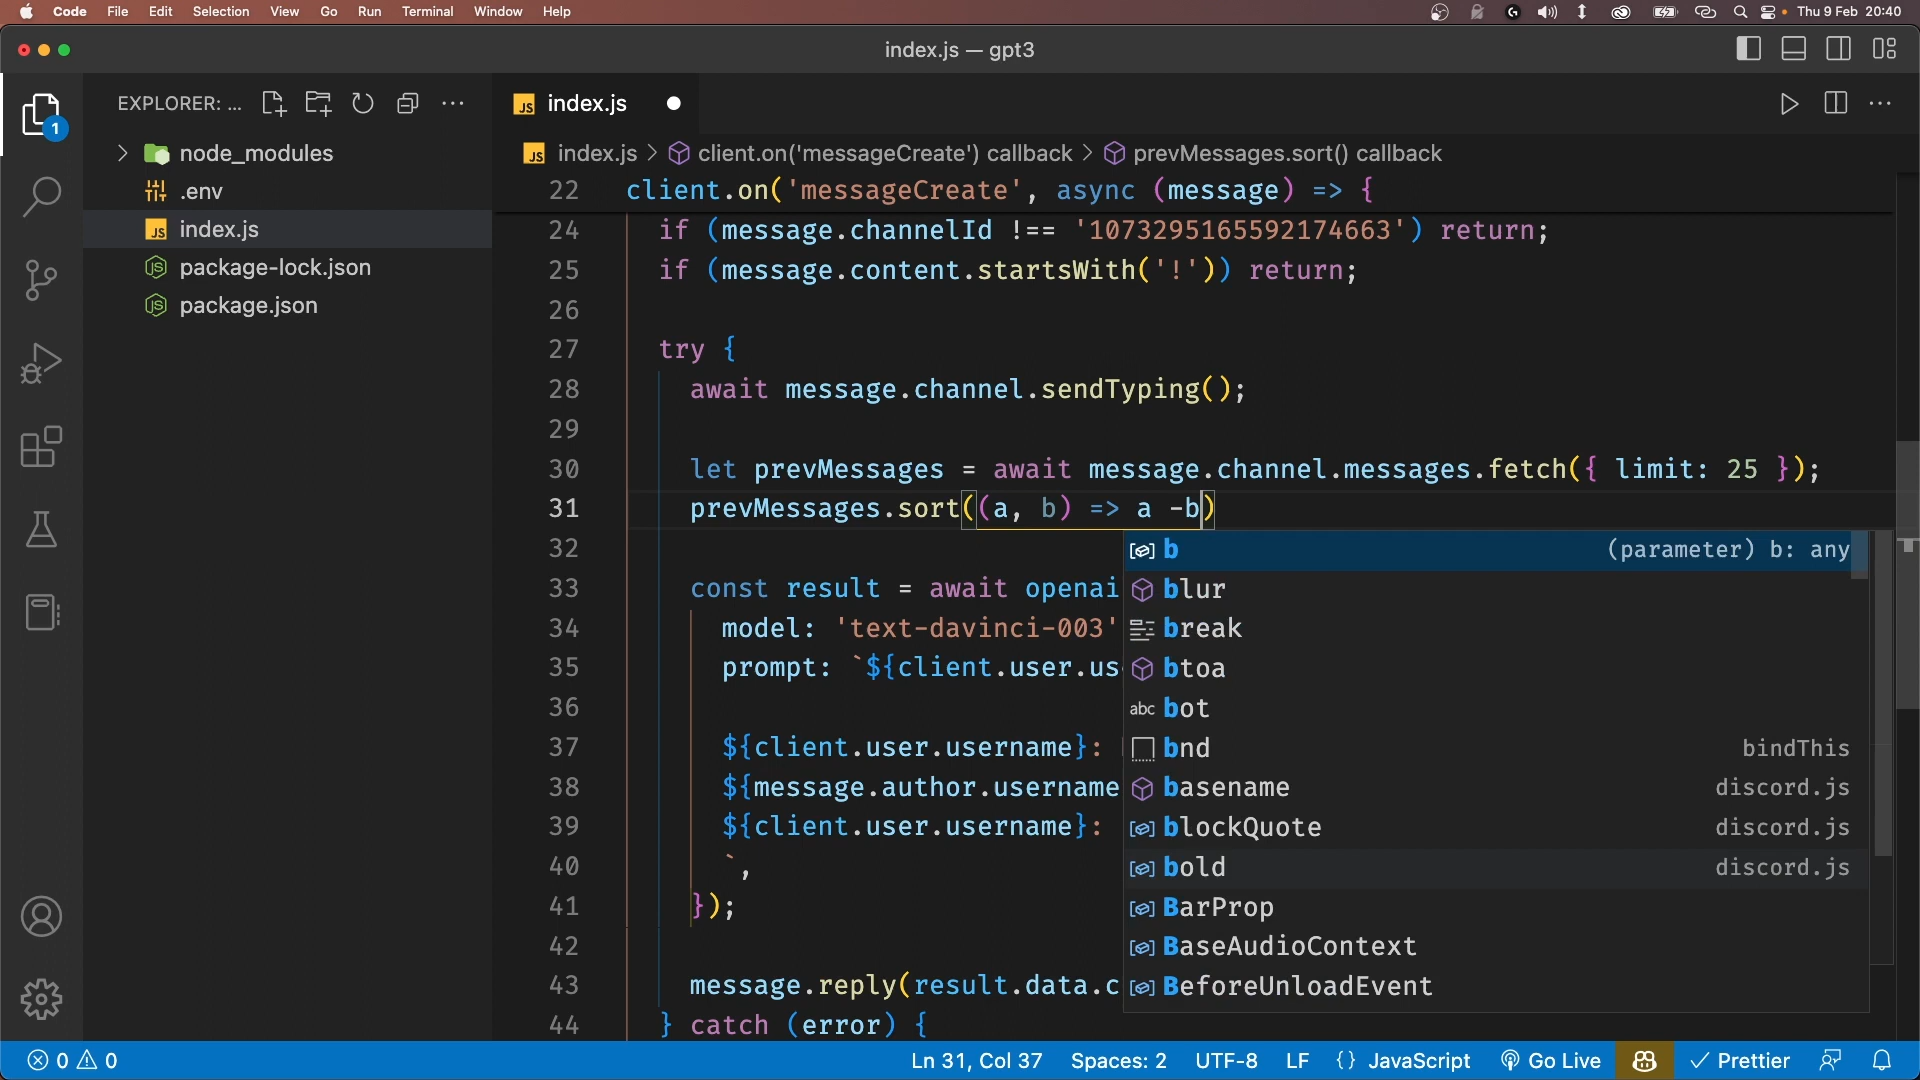 Code File Edit Selection View Go Run Terminal Window Help Thu 9 Feb 20:40
index.js — gpt3
EXPLORER: ...
index.js
node_modules
index.js > client.on('messageCreate') callback > prevMessages.sort() callback
.env
index.js
package-lock.json
package.json
1
22 client.on('messageCreate', async (message) => {
24 if (message.channelId !== '1073295165592174663') return;
25 if (message.content.startsWith('!')) return;
26
27 try {
28 await message.channel.sendTyping();
29
30 let prevMessages = await message.channel.messages.fetch({ limit: 25 });
31 prevMessages.sort((a, b) => a -b)
32
33 const result = await openai
34 model: 'text-davinci-003'
35 prompt: `${client.user.us
36
37 ${client.user.username}:
38 ${message.author.username
39 ${client.user.username}:
40 `,
41 });
42
43 message.reply(result.data.c
44 } catch (error) {
b (parameter) b: any
blur
break
btoa
abc bot
bnd bindThis
basename discord.js
blockQuote discord.js
bold discord.js
BarProp
BaseAudioContext
BeforeUnloadEvent
0 0 Ln 31, Col 37 Spaces: 2 UTF-8 LF {} JavaScript Go Live Prettier